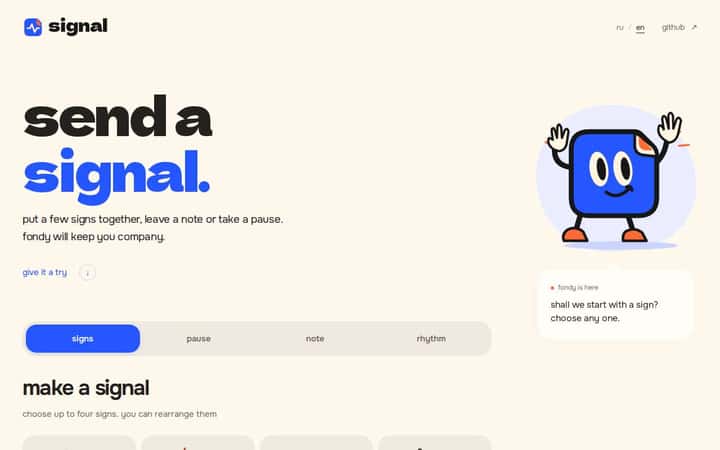 signal
ru / en
github ↗
send a
signal.
put a few signs together, leave a note or take a pause.
fondy will keep you company.
give it a try ↓
fondy is here
shall we start with a sign?
choose any one.
signs
pause
note
rhythm
make a signal
choose up to four signs. you can rearrange them